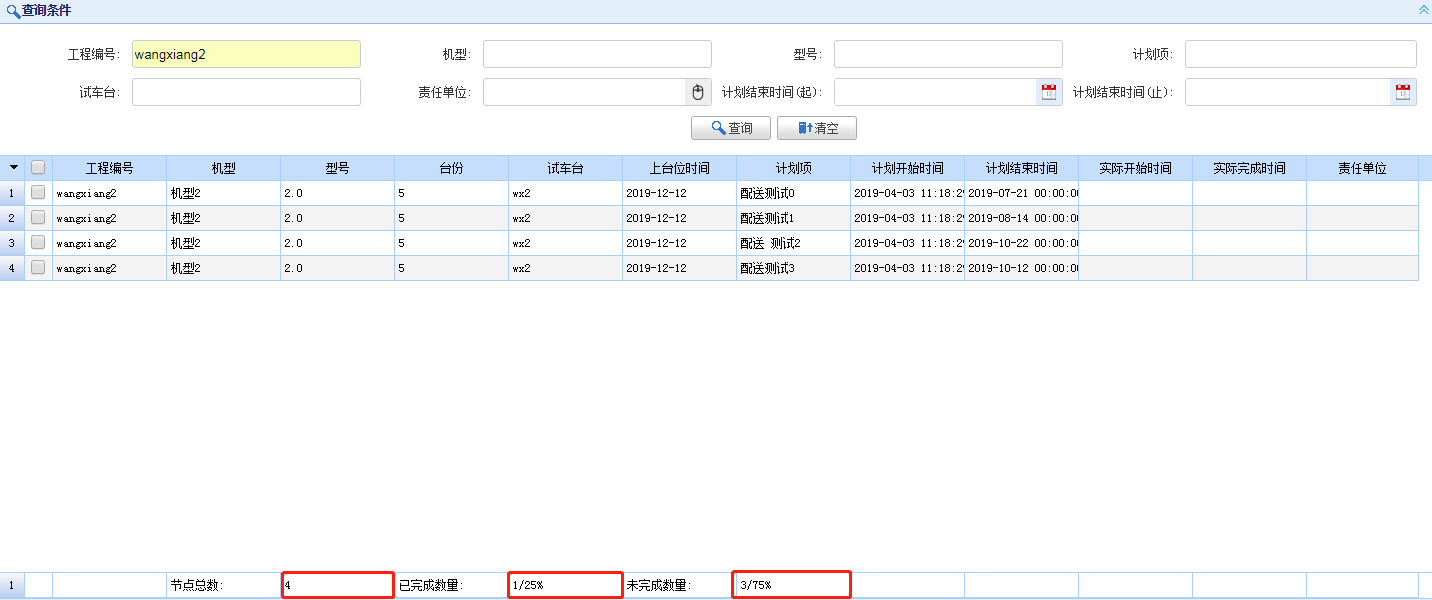 查询条件
工程编号: wangxiang2 机型: 型号: 计划项:
试车台: 责任单位: 计划结束时间(起): 计划结束时间(止):
查询 清空
工程编号 机型 型号 台份 试车台 上台位时间 计划项 计划开始时间 计划结束时间 实际开始时间 实际完成时间 责任单位
1 wangxiang2 机型2 2.0 5 wx2 2019-12-12 配送测试0 2019-04-03 11:18:29 2019-07-21 00:00:00
2 wangxiang2 机型2 2.0 5 wx2 2019-12-12 配送测试1 2019-04-03 11:18:29 2019-08-14 00:00:00
3 wangxiang2 机型2 2.0 5 wx2 2019-12-12 配送 测试2 2019-04-03 11:18:29 2019-10-22 00:00:00
4 wangxiang2 机型2 2.0 5 wx2 2019-12-12 配送测试3 2019-04-03 11:18:29 2019-10-12 00:00:00
1 节点总数: 4 已完成数量: 1/25% 未完成数量: 3/75%